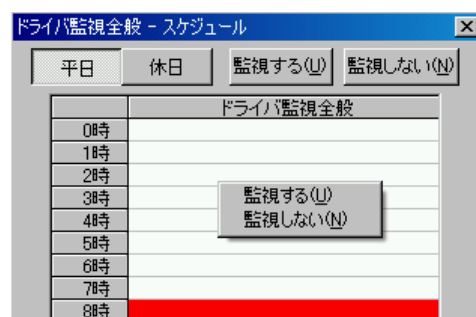 ドライバ監視全般 - スケジュール
平日 休日 監視する(U) 監視しない(N)
ドライバ監視全般
0時
1時
2時
3時
監視する(U)
4時
監視しない(N)
5時
6時
7時
8時